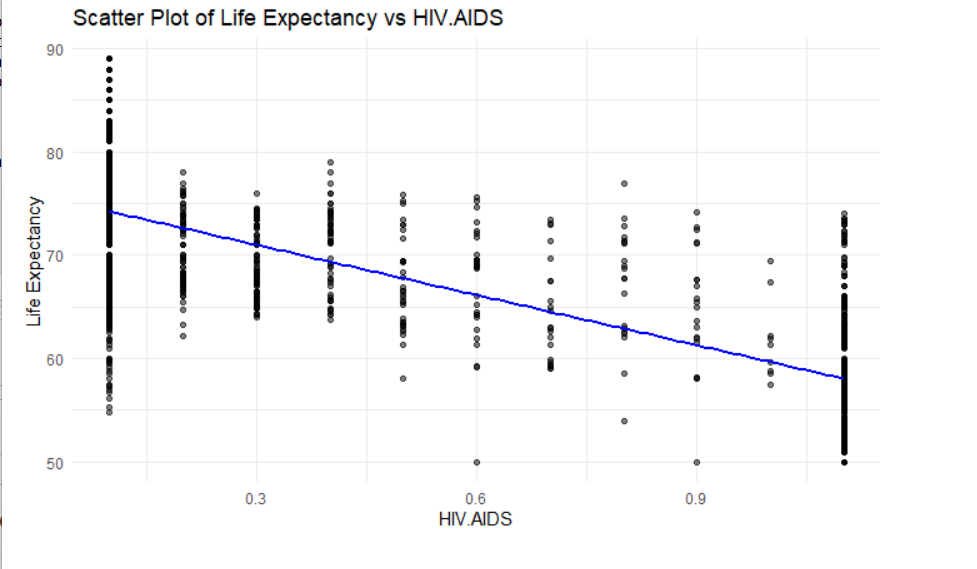 Scatter Plot of Life Expectancy vs HIV.AIDS
90
80
70
60
50
Life Expectancy
0.3 0.6 0.9
HIV.AIDS